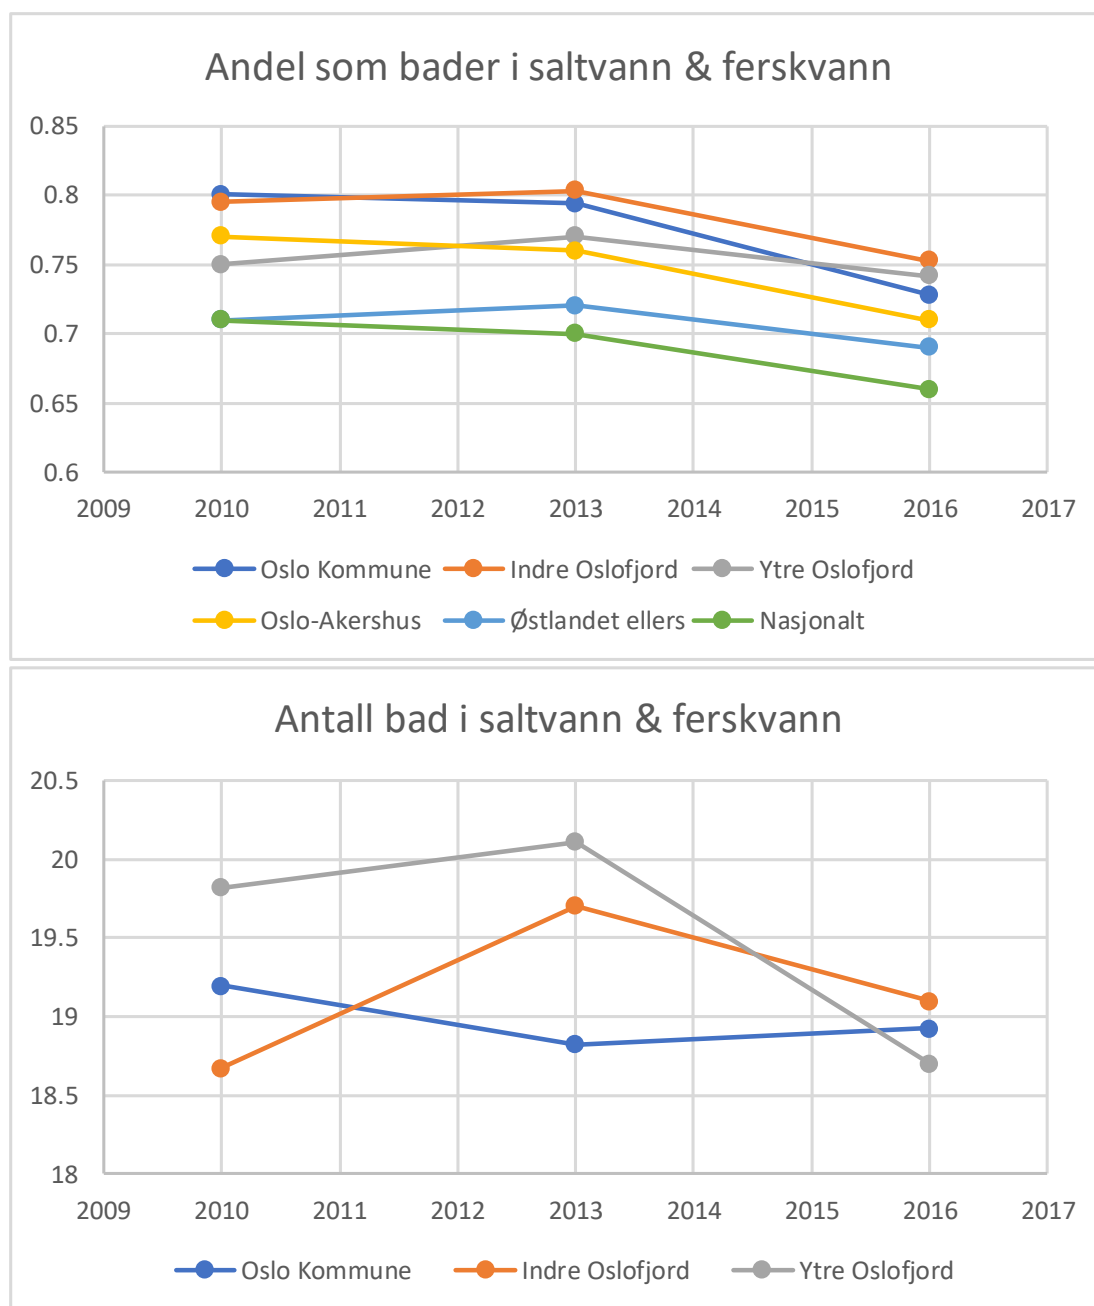 Andel som bader i saltvann & ferskvann
0.85
0.8
0.75
0.7
0.65
0.6
2009 2010 2011 2012 2013 2014 2015 2016 2017
Oslo Kommune Indre Oslofjord Ytre Oslofjord
Oslo-Akershus Østlandet ellers Nasjonalt
Antall bad i saltvann & ferskvann
20.5
20
19.5
19
18.5
18
2009 2010 2011 2012 2013 2014 2015 2016 2017
Oslo Kommune Indre Oslofjord Ytre Oslofjord